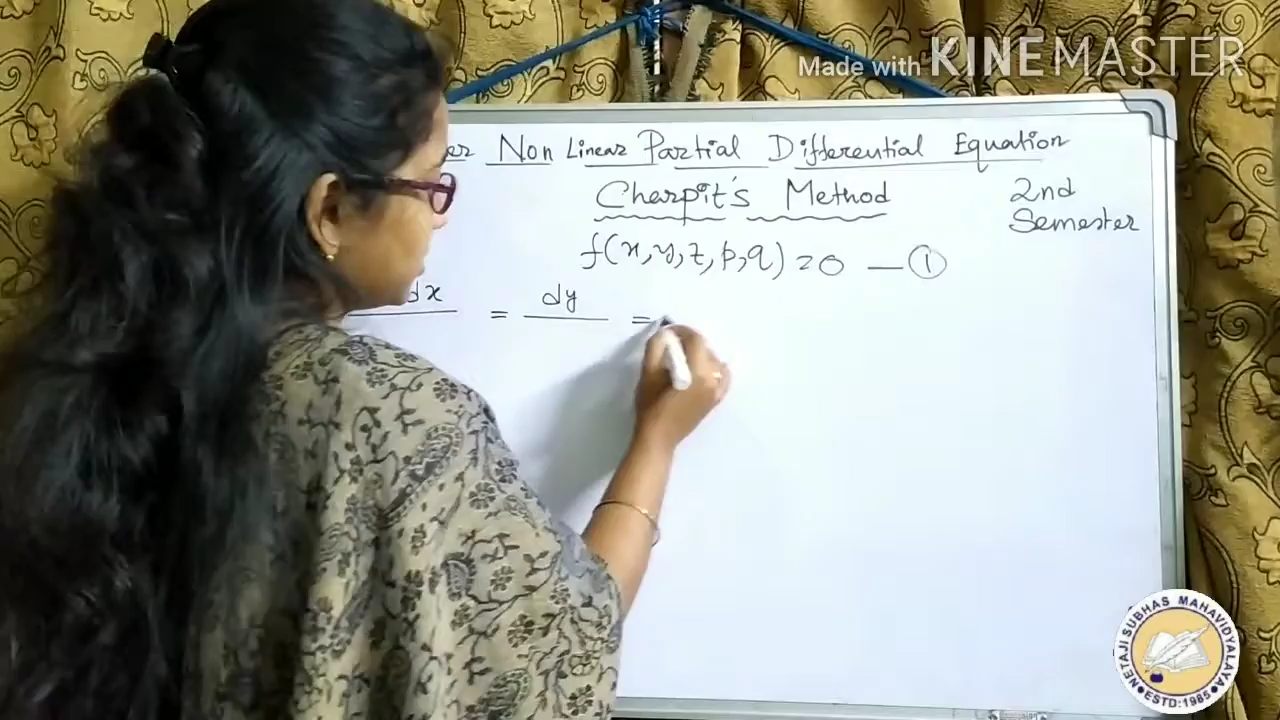 Made with KINEMASTER
er Non Linear Partial Differential Equation
Charpit's Method
2nd
Semester
f(x,y,z,p,q)=0 — ①
dx = dy =
NETAJI SUBHAS MAHAVIDYALAYA
ESTD:1985